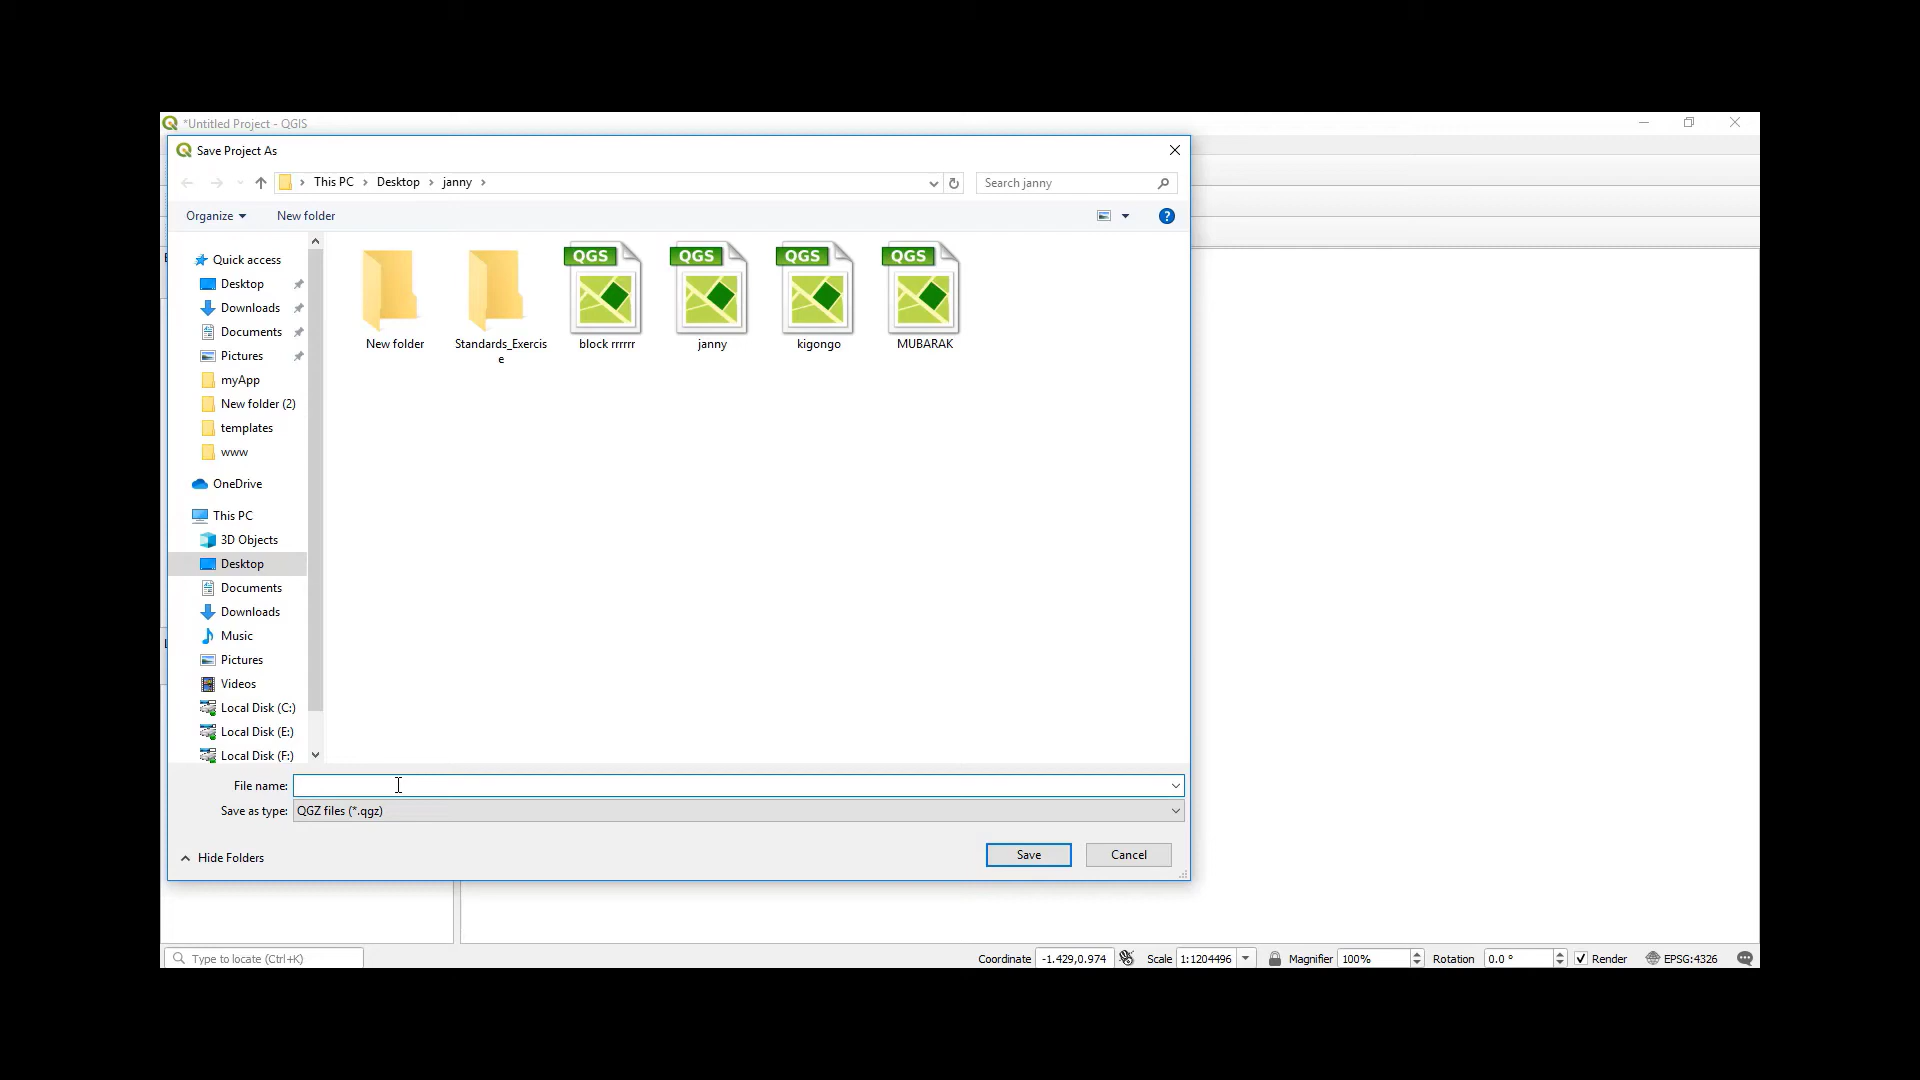 *Untitled Project - QGIS
Save Project As
This PC
Desktop
janny
Search janny
Organize
New folder
Quick access
Desktop
Downloads
Documents
Pictures
myApp
New folder (2)
templates
www
OneDrive
This PC
3D Objects
Desktop
Documents
Downloads
Music
Pictures
Videos
Local Disk (C:)
Local Disk (E:)
Local Disk (F:)
QGS
QGS
QGS
QGS
New folder
Standards_Exercis
e
block rrrrrr
janny
kigongo
MUBARAK
File name:
Save as type: QGZ files (*.qgz)
Hide Folders
Save
Cancel
Type to locate (Ctrl+K)
Coordinate -1.429,0.974 Scale 1:1204496 Magnifier 100% Rotation 0.0 ° Render EPSG:4326